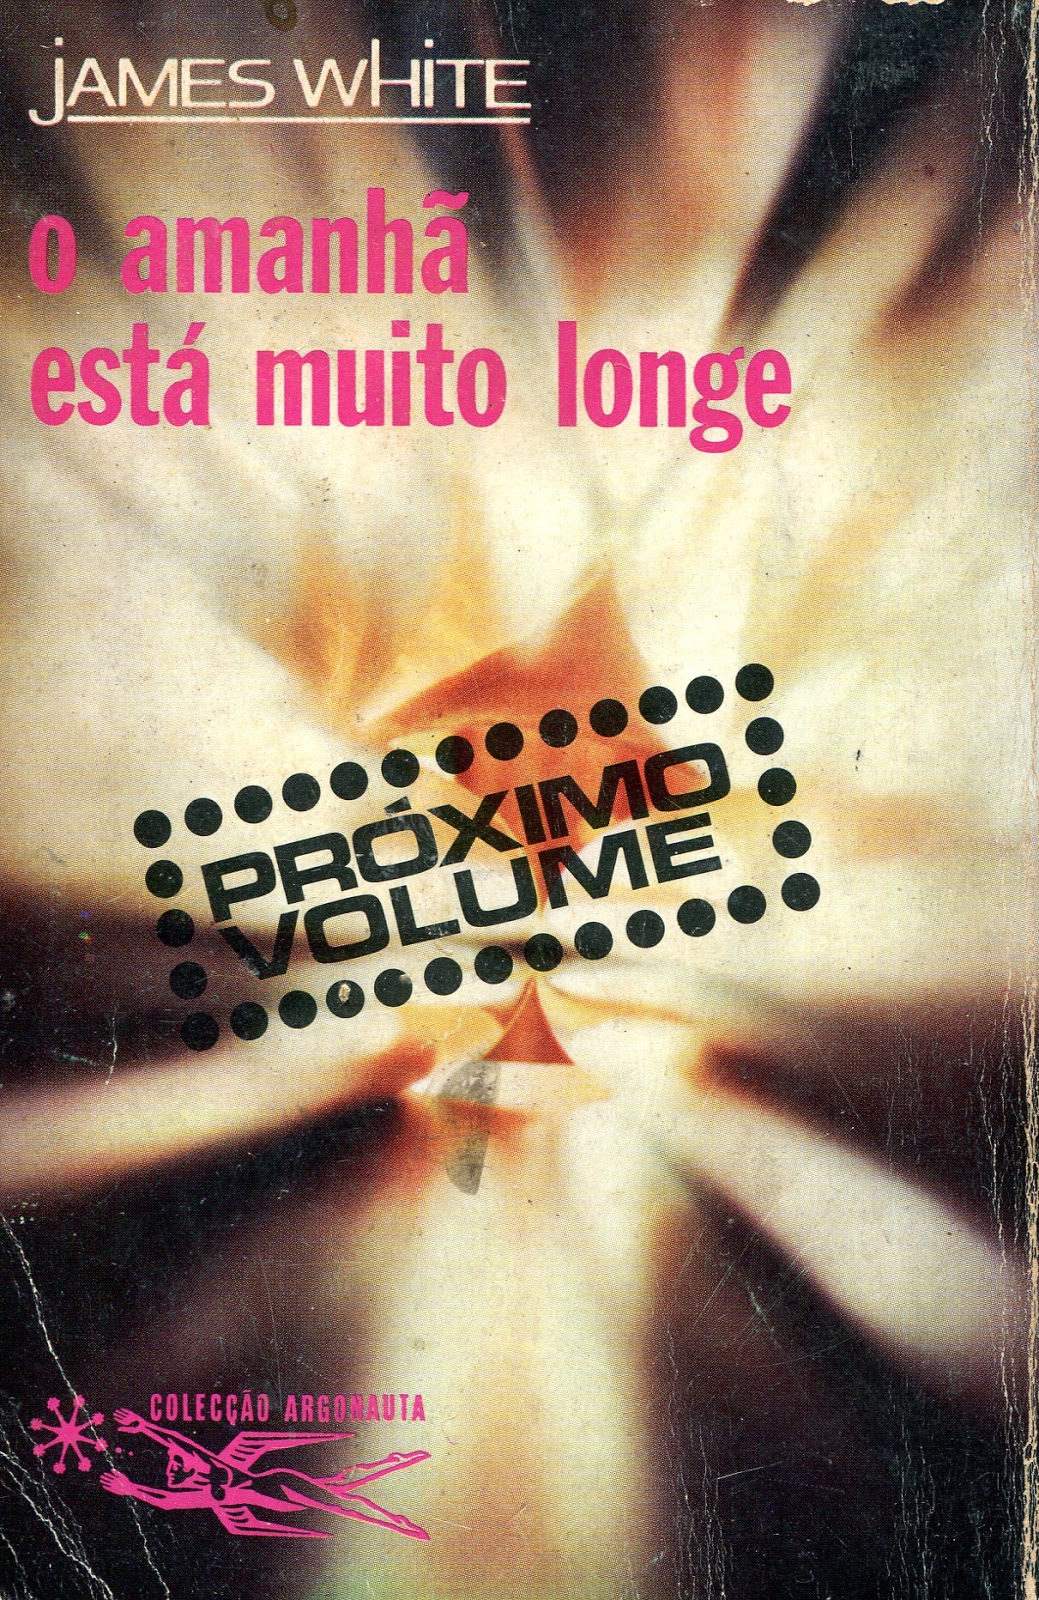 JAMES WHITE
o amanhã
está muito longe
PRÓXIMO
VOLUME
COLECÇÃO ARGONAUTA